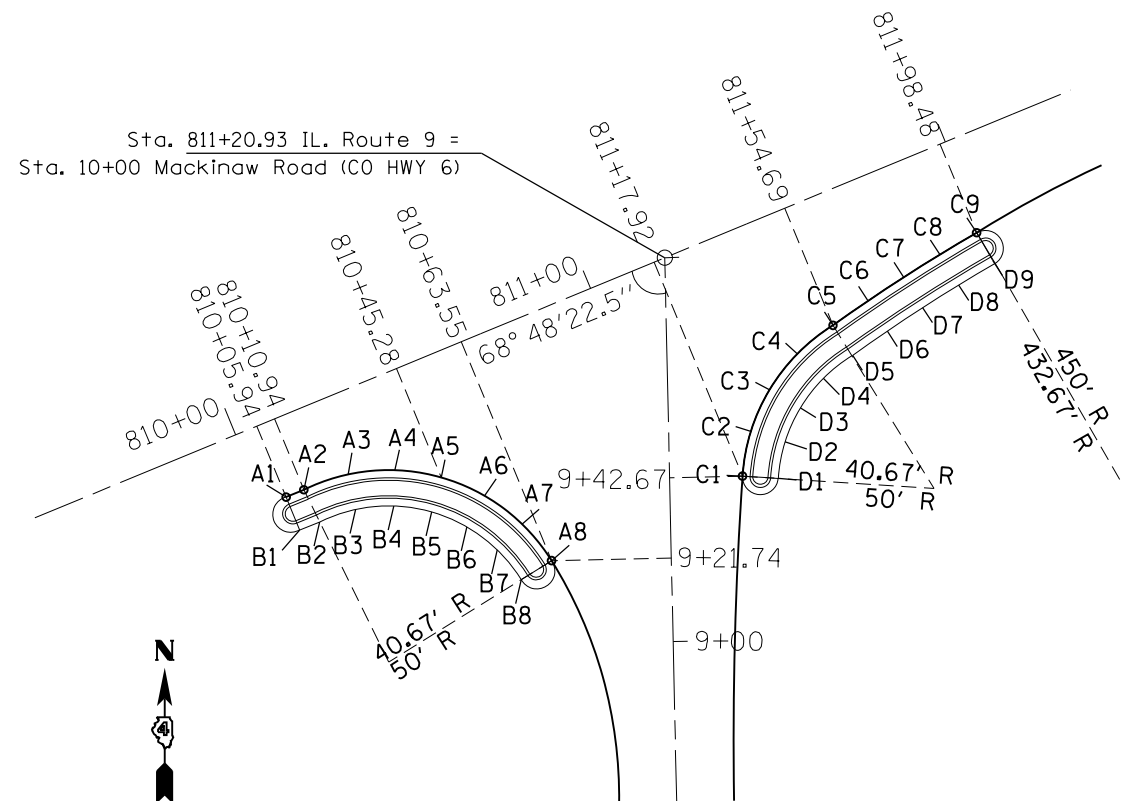 Sta. 811+20.93 IL. Route 9 =
Sta. 10+00 Mackinaw Road (CO HWY 6)
810+00
811+00
810+05.94
810+10.94
810+45.28
810+63.55
811+17.92
811+54.69
811+98.48
68° 48'22.5''
A1
A2
A3
A4
A5
A6
A7
A8
B1
B2
B3
B4
B5
B6
B7
B8
40.67' R
50' R
C1
C2
C3
C4
C5
C6
C7
C8
C9
D1
D2
D3
D4
D5
D6
D7
D8
D9
40.67' R
50' R
450' R
432.67' R
9+42.67
9+21.74
9+00
N
4